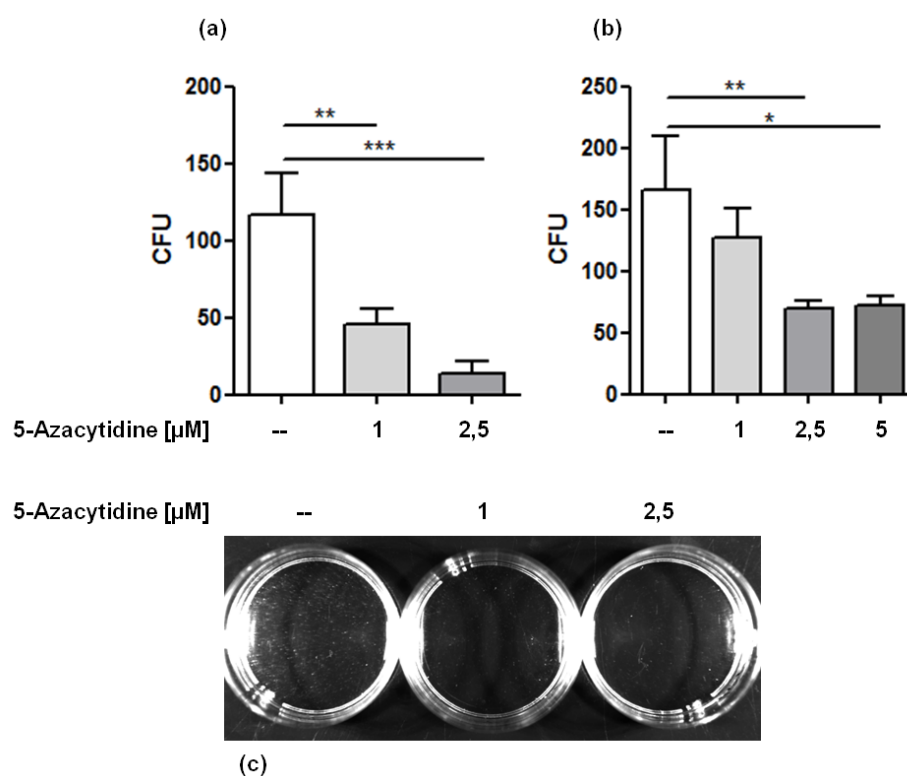 (a) (b)
200 250
** **
*** *
150 200
150
CFU 100 CFU 100
50 50
0 0
5-Azacytidine [µM] -- 1 2,5 -- 1 2,5 5
5-Azacytidine [µM] -- 1 2,5
(c)